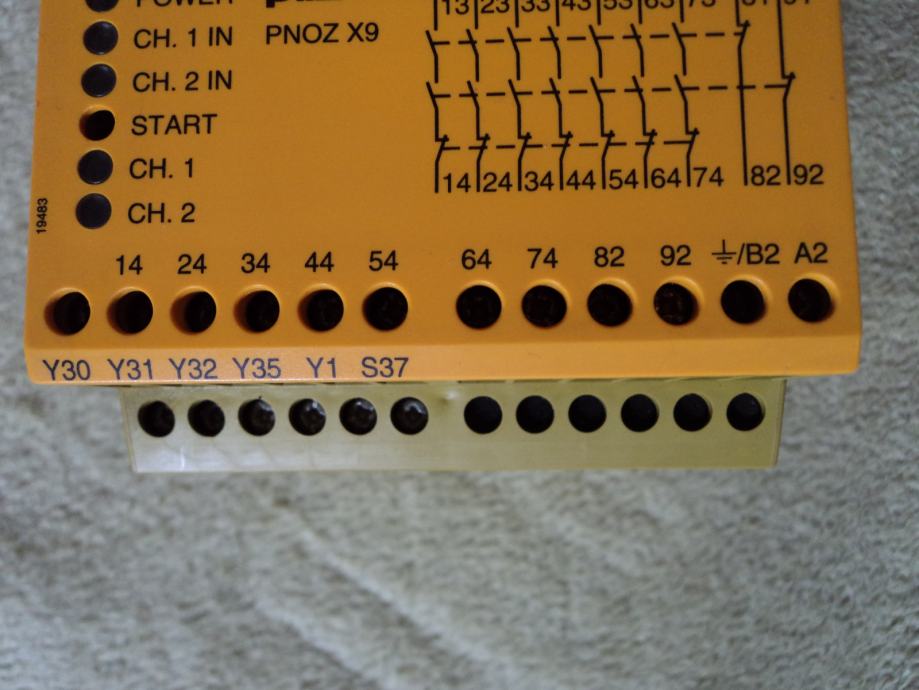 POWER
CH. 1 IN
PNOZ X9
CH. 2 IN
START
CH. 1
CH. 2
19483
13 23 33 43 53 63 73 81 91
14 24 34 44 54 64 74 82 92
14 24 34 44 54 64 74 82 92 ⏚/B2 A2
Y30 Y31 Y32 Y35 Y1 S37